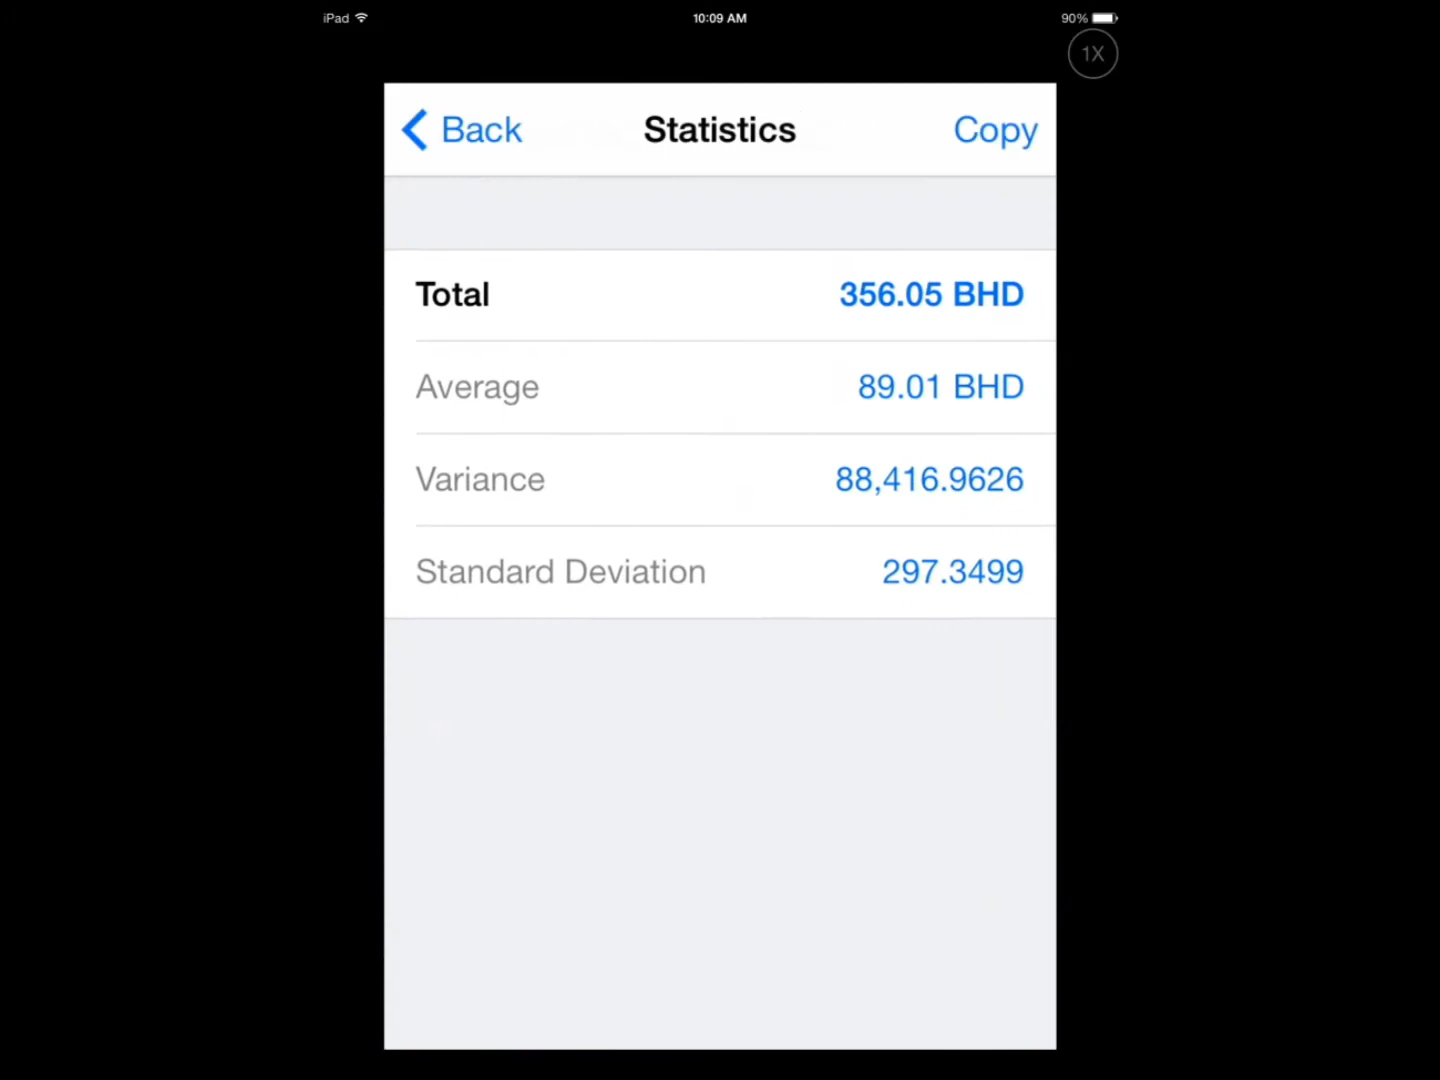 iPad 10:09 AM 90%
1X
Back Statistics Copy
Total 356.05 BHD
Average 89.01 BHD
Variance 88,416.9626
Standard Deviation 297.3499